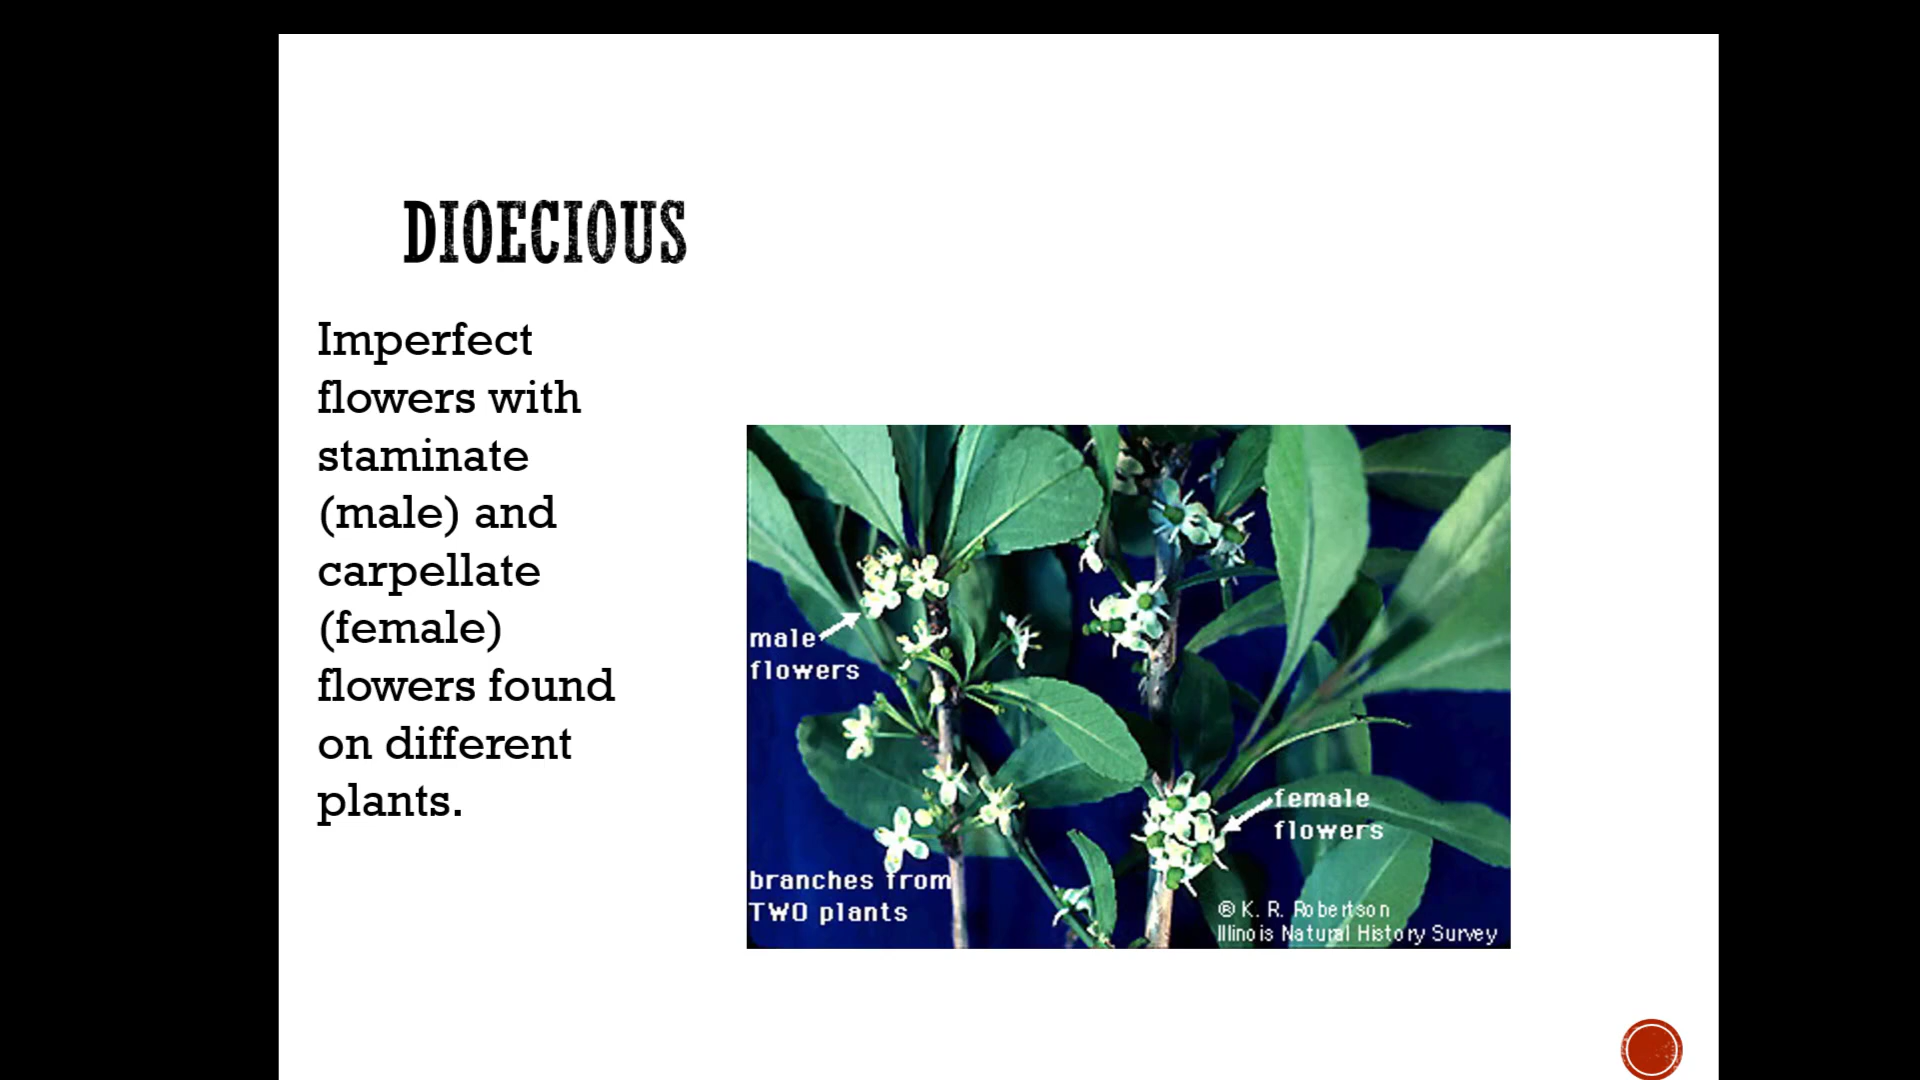 DIOECIOUS
Imperfect
flowers with
staminate
(male) and
carpellate
(female)
flowers found
on different
plants.
male
flowers
female
flowers
branches from
TWO plants
® K. R. Robertson
Illinois Natural History Survey